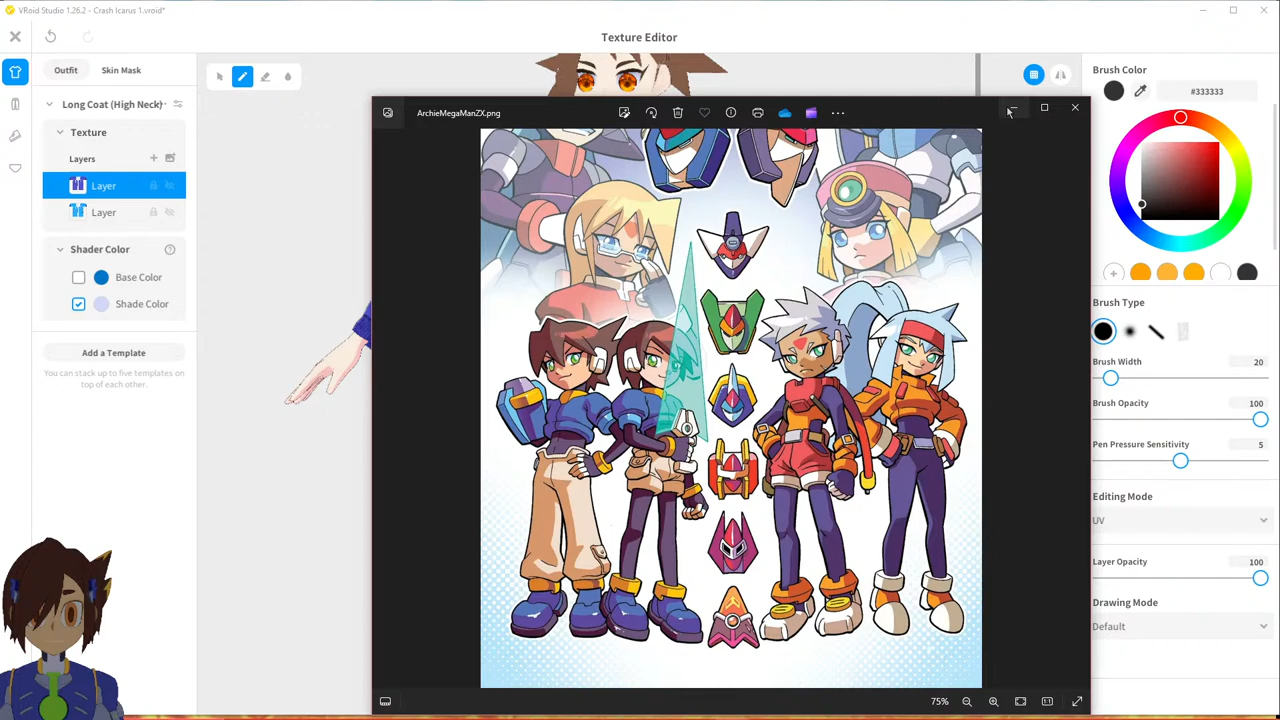 VRoid Studio 1.26.2 - Crash Icarus 1.vroid*
Texture Editor
Outfit
Skin Mask
Long Coat (High Neck)
Texture
Layers
Layer
Layer
Shader Color
Base Color
Shade Color
Add a Template
You can stack up to five templates
on top of each other.
ArchieMegaManZX.png
75%
Brush Color
#333333
Brush Type
Brush Width
20
Brush Opacity
100
Pen Pressure Sensitivity
5
Editing Mode
UV
Layer Opacity
100
Drawing Mode
Default